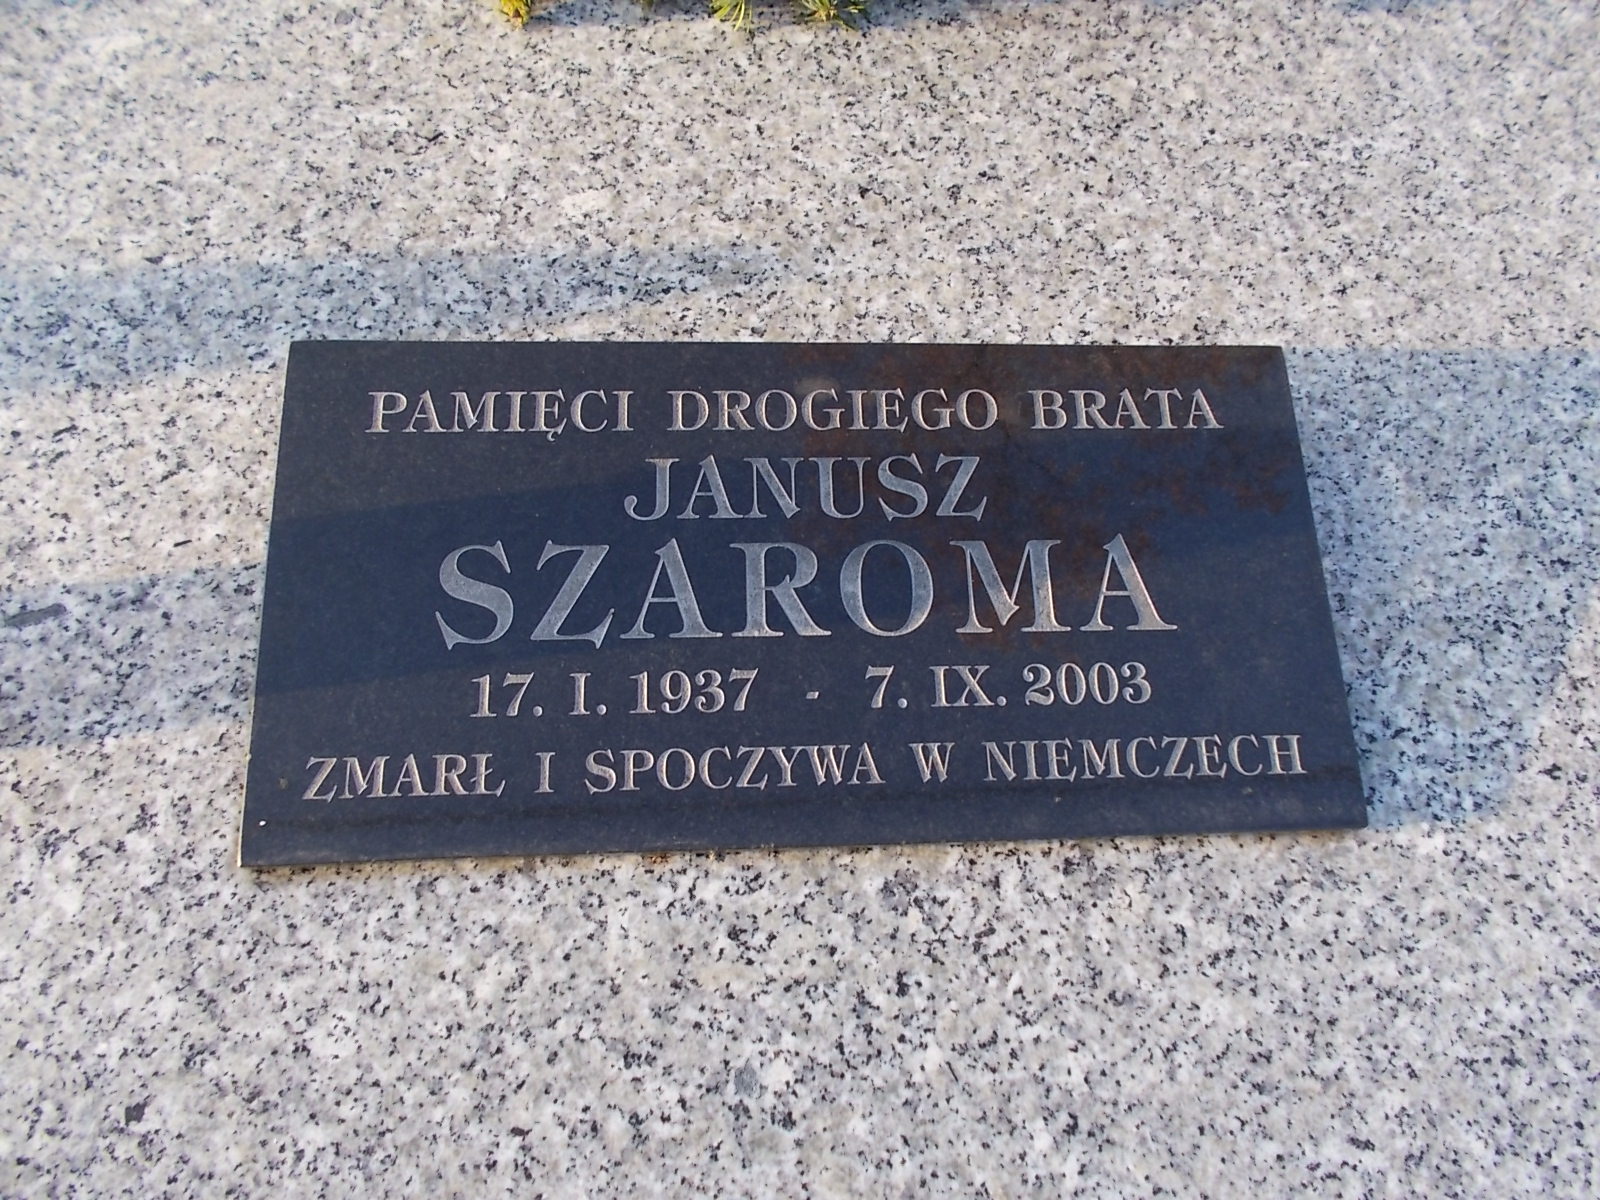 PAMIĘCI DROGIEGO BRATA
JANUSZ
SZAROMA
17. I. 1937 - 7. IX. 2003
ZMARŁ I SPOCZYWA W NIEMCZECH